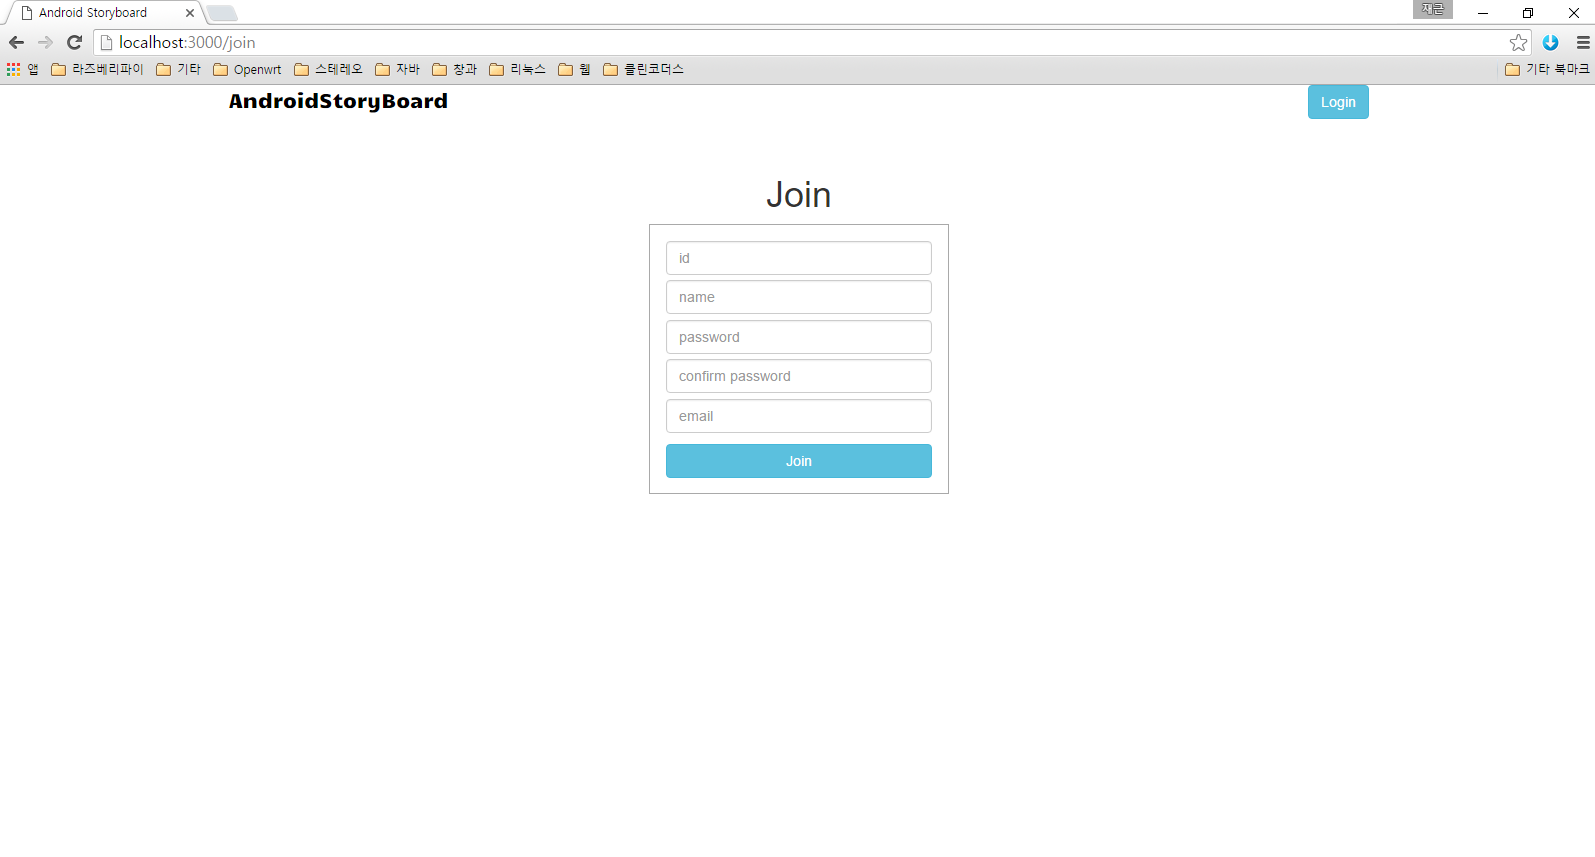 Android Storyboard
재근
localhost:3000/join
앱 라즈베리파이 기타 Openwrt 스테레오 자바 창과 리눅스 웹 클린코더스 기타 북마크
AndroidStoryBoard
Login
Join
id
name
password
confirm password
email
Join